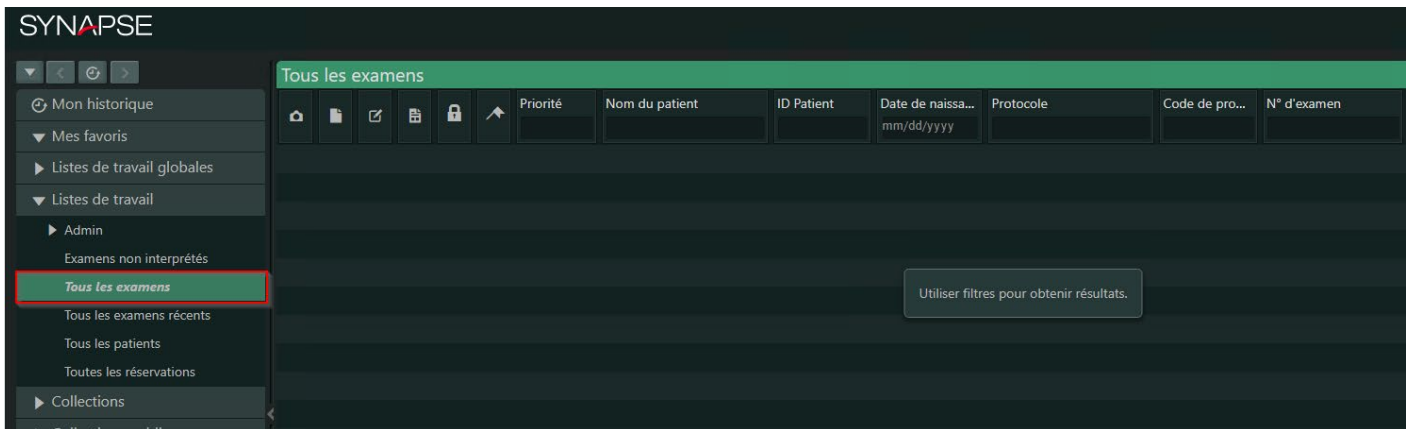 SYNAPSE
Tous les examens
Mon historique
Mes favoris
Listes de travail globales
Listes de travail
Admin
Examens non interprétés
Tous les examens
Tous les examens récents
Tous les patients
Toutes les réservations
Collections
Priorité Nom du patient ID Patient Date de naissa... Protocole Code de pro... N° d'examen
mm/dd/yyyy
Utiliser filtres pour obtenir résultats.